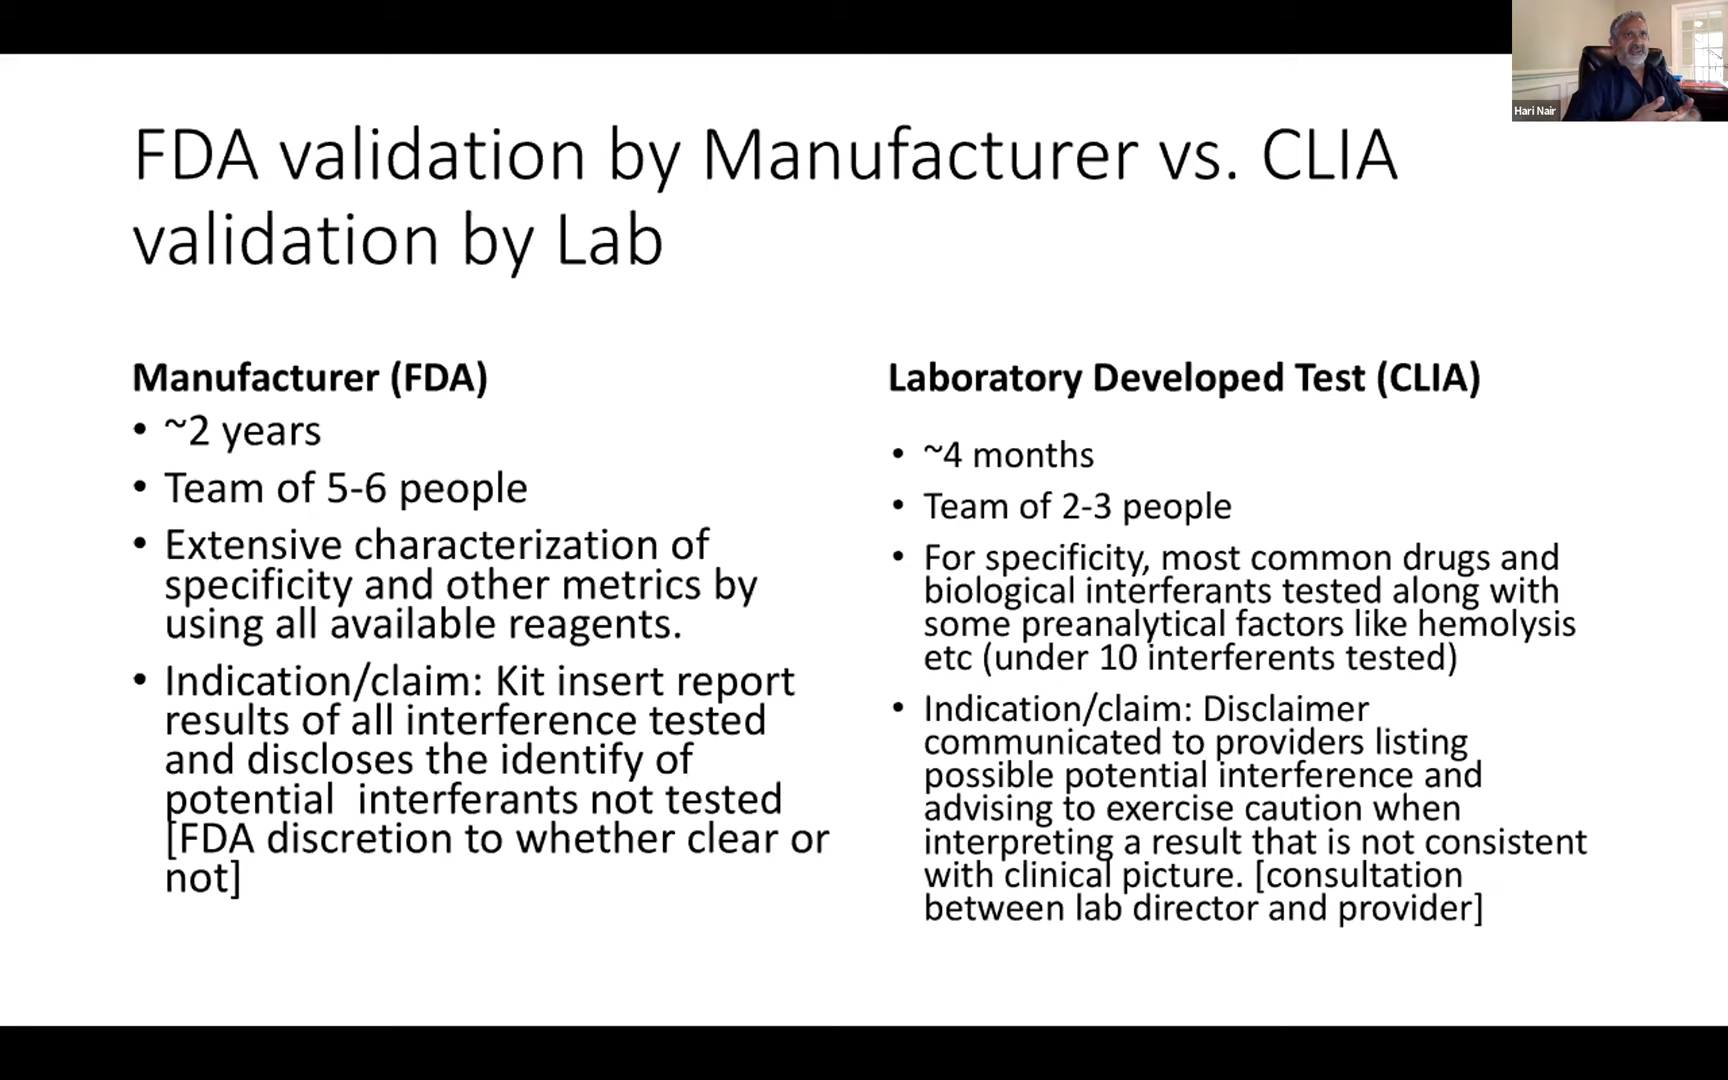 Hari Nair
FDA validation by Manufacturer vs. CLIA
validation by Lab
Manufacturer (FDA)
• ~2 years
• Team of 5-6 people
• Extensive characterization of
specificity and other metrics by
using all available reagents.
• Indication/claim: Kit insert report
results of all interference tested
and discloses the identify of
potential  interferants not tested
[FDA discretion to whether clear or
not]
Laboratory Developed Test (CLIA)
• ~4 months
• Team of 2-3 people
• For specificity, most common drugs and
biological interferants tested along with
some preanalytical factors like hemolysis
etc (under 10 interferents tested)
• Indication/claim: Disclaimer
communicated to providers listing
possible potential interference and
advising to exercise caution when
interpreting a result that is not consistent
with clinical picture. [consultation
between lab director and provider]